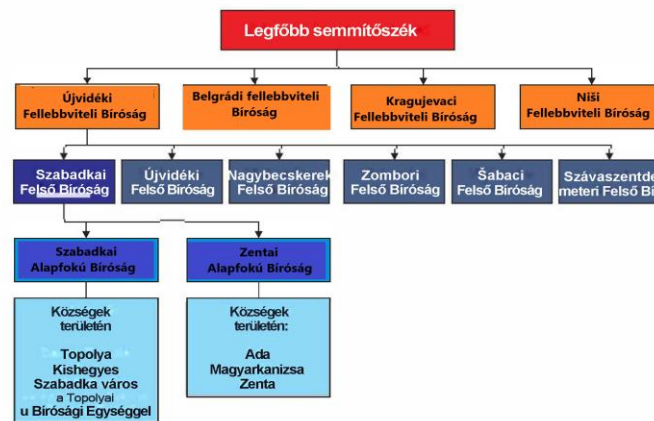 Legfőbb semmítőszék
Újvidéki
Fellebbviteli Bíróság
Belgrádi fellebbviteli
Bíróság
Kragujevaci
Fellebbviteli Bíróság
Niši
Fellebbviteli Bíróság
Szabadkai
Felső Bíróság
Újvidéki
Felső Bíróság
Nagybecskerek
Felső Bíróság
Zombori
Felső Bíróság
Šabaci
Felső Bíróság
Szávaszentde
meteri Felső Bí
Szabadkai
Alapfokú Bíróság
Zentai
Alapfokú Bíróság
Községek
területén
Topolya
Kishegyes
Szabadka város
a Topolyai
u Bírósági Egységgel
Községek
területén:
Ada
Magyarkanizsa
Zenta